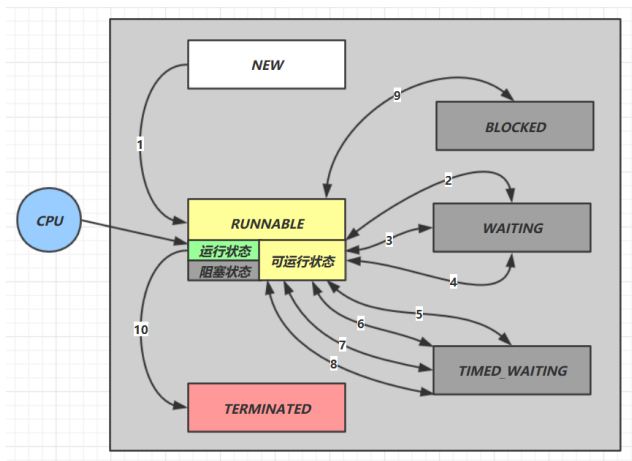 NEW
9
BLOCKED
1
2
RUNNABLE
WAITING
CPU
3
运行状态
可运行状态
阻塞状态
4
5
6
10
7
8
TIMED_WAITING
TERMINATED